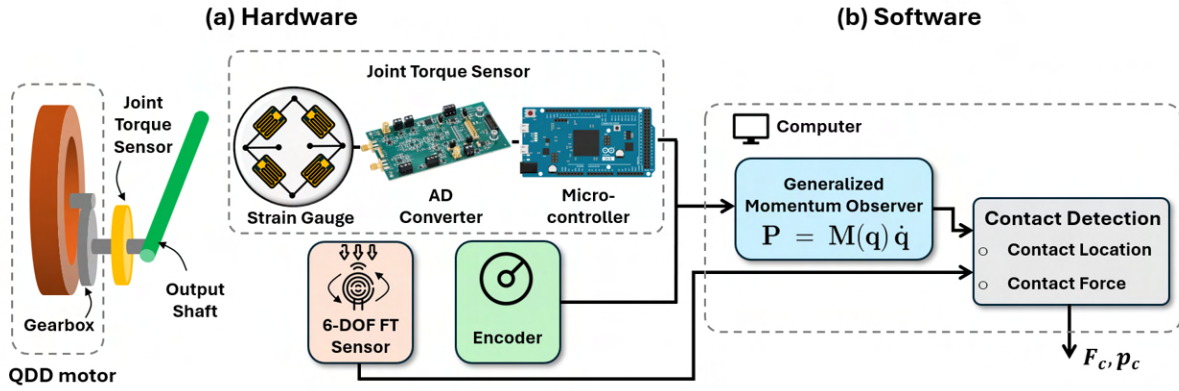 (a) Hardware
(b) Software
Joint Torque Sensor
Joint
Torque
Sensor
Strain Gauge
AD
Converter
Micro-
controller
Output
Shaft
Gearbox
QDD motor
6-DOF FT
Sensor
Encoder
Computer
Generalized
Momentum Observer
P = M(q) q̇
Contact Detection
○ Contact Location
○ Contact Force
F_c, p_c